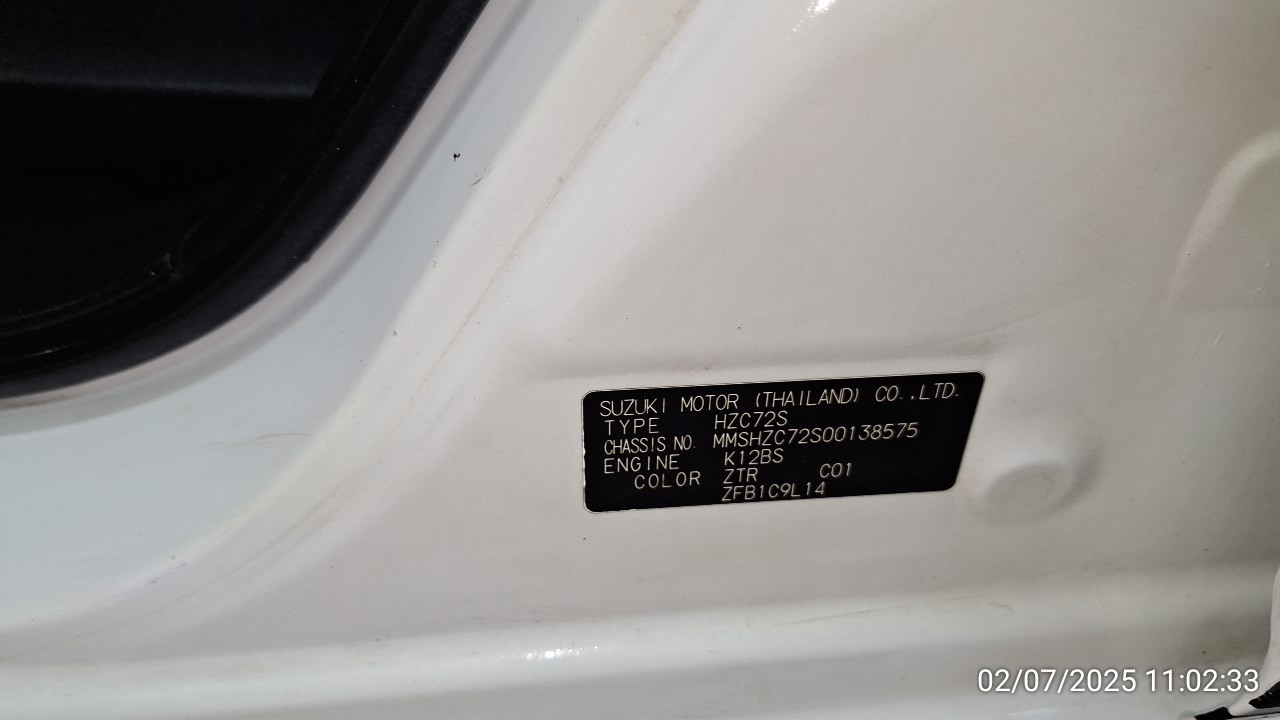 SUZUKI MOTOR (THAILAND) CO.,LTD.
TYPE HZC72S
CHASSIS NO. MMSHZC72S00138575
ENGINE K12BS
COLOR ZTR C01
ZFB1C9L14
02/07/2025 11:02:33